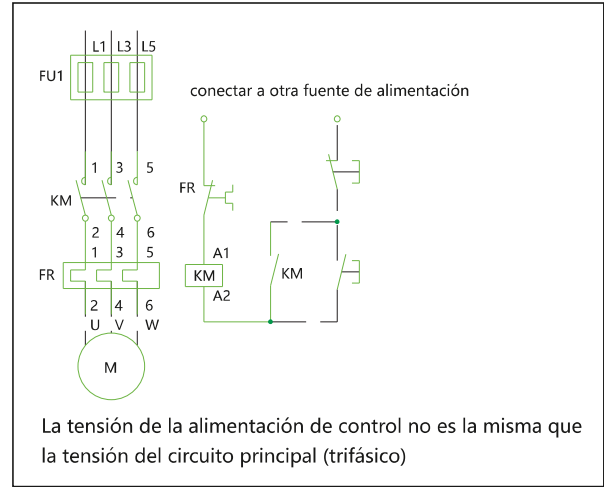 L1 L3 L5
FU1
conectar a otra fuente de alimentación
1 3 5
KM
FR
2 4 6
1 3 5
A1
FR
KM
KM
A2
2 4 6
U V W
M
La tensión de la alimentación de control no es la misma que
la tensión del circuito principal (trifásico)